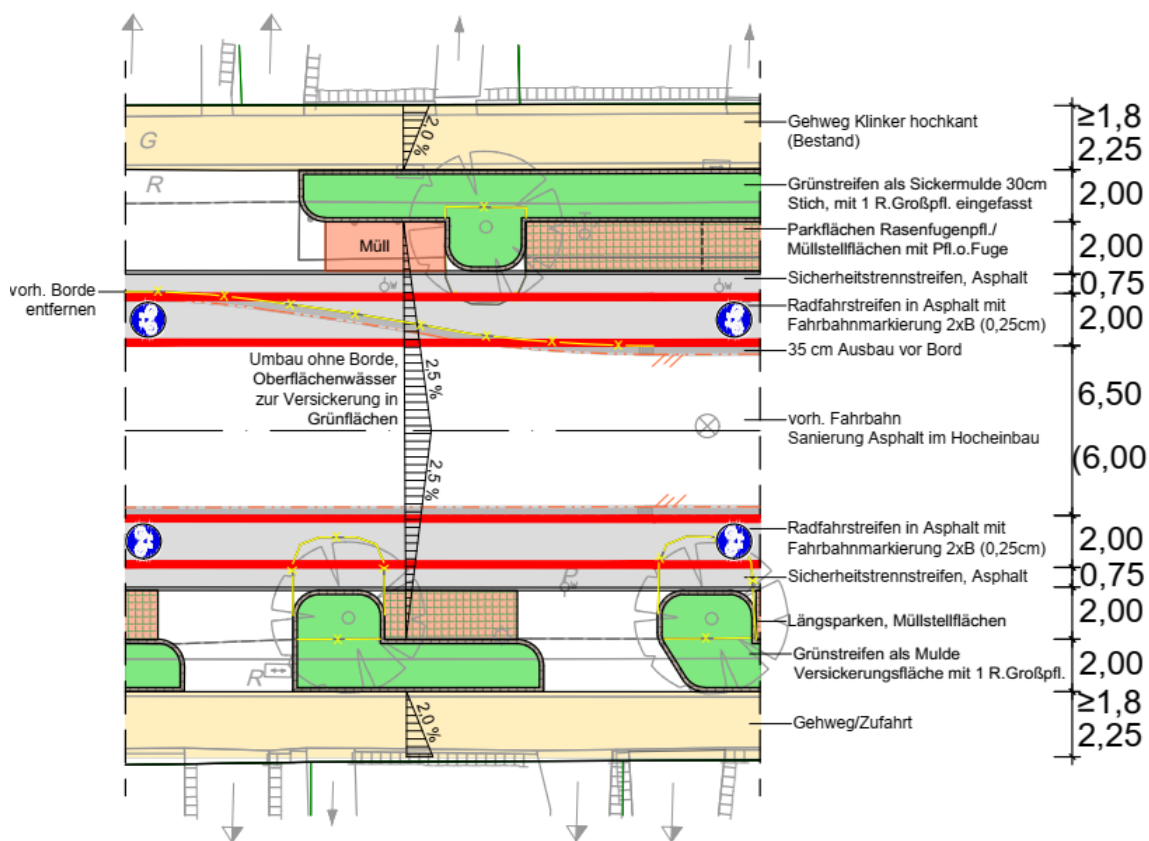 2,0 %
Gehweg Klinker hochkant
(Bestand)
≥1,8
2,25
G
R
Grünstreifen als Sickermulde 30cm
Stich, mit 1 R.Großpfl. eingefasst
2,00
Müll
Parkflächen Rasenfugenpfl./
Müllstellflächen mit Pfl.o.Fuge
2,00
Sicherheitstrennstreifen, Asphalt
0,75
vorh. Borde
entfernen
Radfahrstreifen in Asphalt mit
Fahrbahnmarkierung 2xB (0,25cm)
2,00
35 cm Ausbau vor Bord
Umbau ohne Borde,
Oberflächenwässer
zur Versickerung in
Grünflächen
2,5 %
6,50
vorh. Fahrbahn
Sanierung Asphalt im Hocheinbau
(6,00
2,5 %
Radfahrstreifen in Asphalt mit
Fahrbahnmarkierung 2xB (0,25cm)
2,00
Sicherheitstrennstreifen, Asphalt
0,75
P
Längsparken, Müllstellflächen
2,00
R
Grünstreifen als Mulde
Versickerungsfläche mit 1 R.Großpfl.
2,00
2,0 %
Gehweg/Zufahrt
≥1,8
2,25